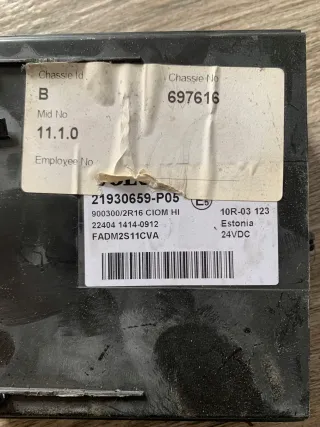 Chassie Id
Chassie No
B
697616
Mid No
11.1.0
Employee No
21930659-P05
900300/2R16 CIOM HI
10R-03 123
22404 1414-0912
Estonia
FADM2S11CVA
24VDC